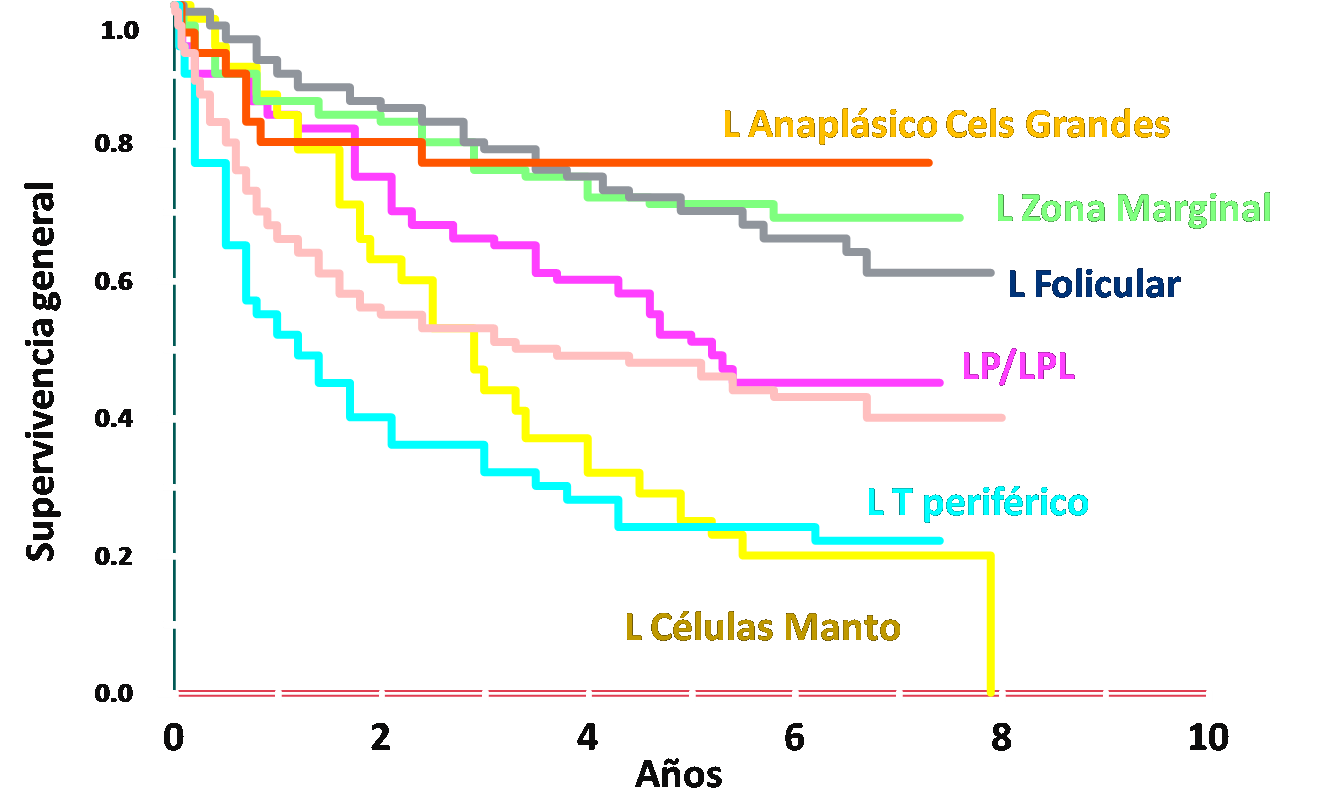 Supervivencia general
1.0
0.8
0.6
0.4
0.2
0.0
L Anaplásico Cels Grandes
L Zona Marginal
L Folicular
LP/LPL
L T periférico
L Células Manto
0 2 4 6 8 10
Años